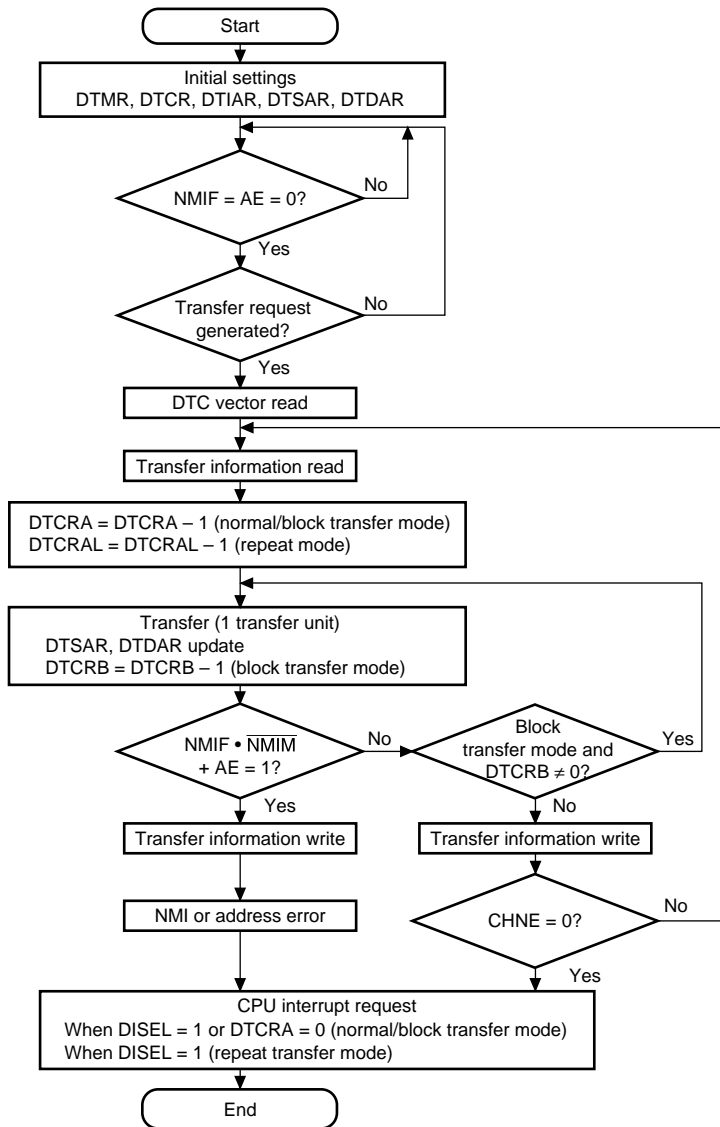 Start
Initial settings
DTMR, DTCR, DTIAR, DTSAR, DTDAR
NMIF = AE = 0?
No
Yes
Transfer request
generated?
No
Yes
DTC vector read
Transfer information read
DTCRA = DTCRA – 1 (normal/block transfer mode)
DTCRAL = DTCRAL – 1 (repeat mode)
Transfer (1 transfer unit)
DTSAR, DTDAR update
DTCRB = DTCRB – 1 (block transfer mode)
NMIF • N̅M̅I̅M̅
+ AE = 1?
No
Yes
Block
transfer mode and
DTCRB ≠ 0?
Yes
No
Transfer information write
Transfer information write
NMI or address error
CHNE = 0?
No
Yes
CPU interrupt request
When DISEL = 1 or DTCRA = 0 (normal/block transfer mode)
When DISEL = 1 (repeat transfer mode)
End